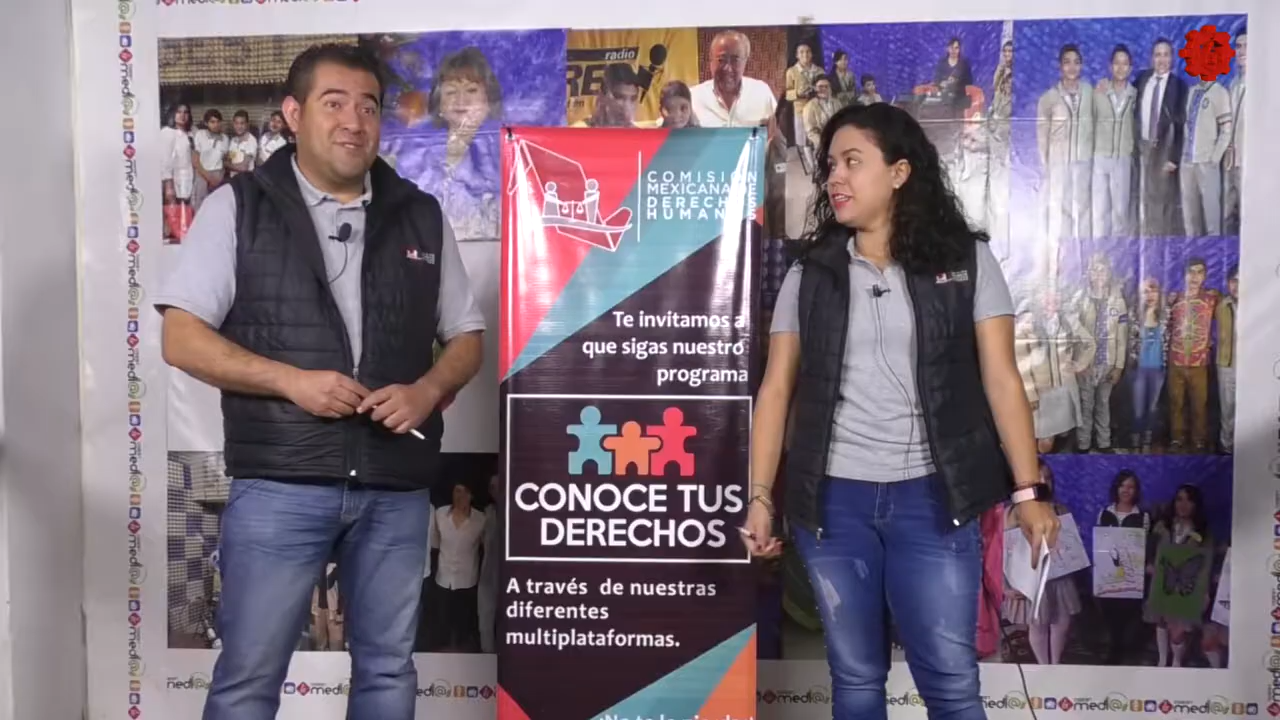 radio
COMISIÓN
MEXICANA DE
DERECHOS
HUMANOS
Te invitamos a
que sigas nuestro
programa
CONOCE TUS
DERECHOS
A través de nuestras
diferentes
multiplataformas.